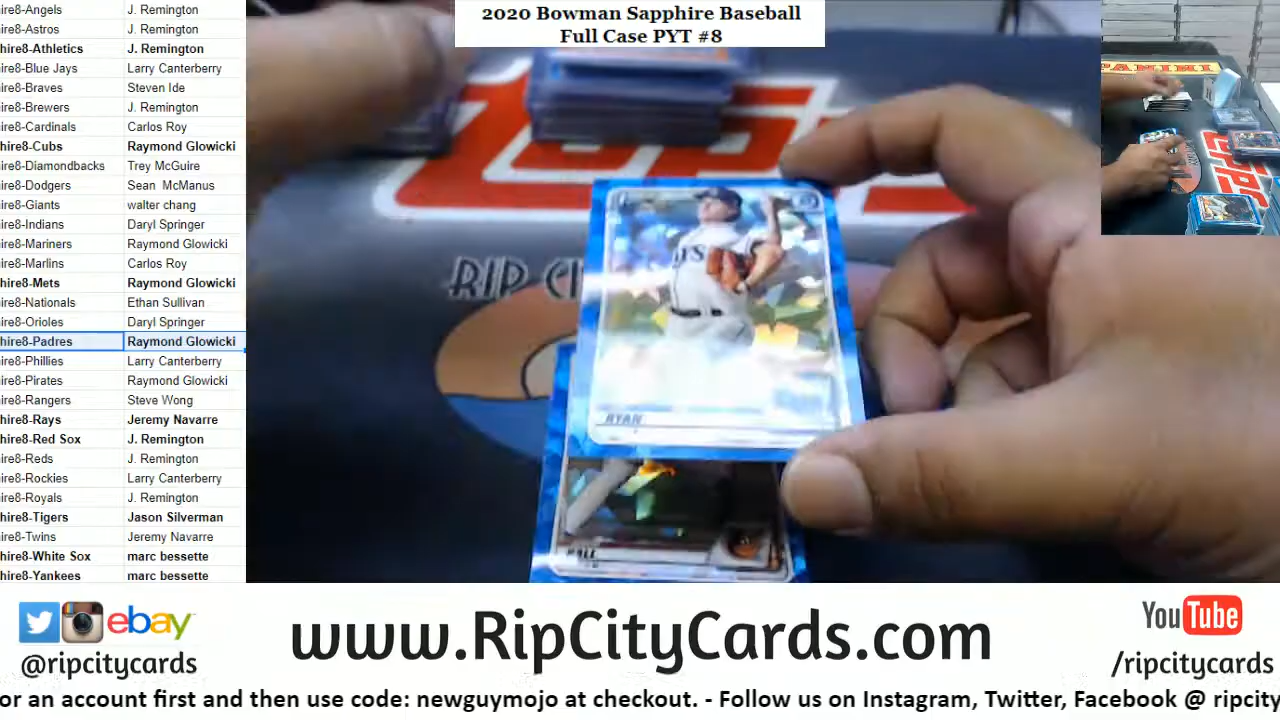 2020 Bowman Sapphire Baseball
Full Case PYT #8
ire8-Angels J. Remington
ire8-Astros J. Remington
hire8-Athletics J. Remington
ire8-Blue Jays Larry Canterberry
ire8-Braves Steven Ide
ire8-Brewers J. Remington
ire8-Cardinals Carlos Roy
hire8-Cubs Raymond Glowicki
ire8-Diamondbacks Trey McGuire
ire8-Dodgers Sean McManus
ire8-Giants walter chang
ire8-Indians Daryl Springer
ire8-Mariners Raymond Glowicki
ire8-Marlins Carlos Roy
hire8-Mets Raymond Glowicki
ire8-Nationals Ethan Sullivan
ire8-Orioles Daryl Springer
hire8-Padres Raymond Glowicki
ire8-Phillies Larry Canterberry
ire8-Pirates Raymond Glowicki
ire8-Rangers Steve Wong
hire8-Rays Jeremy Navarre
hire8-Red Sox J. Remington
ire8-Reds J. Remington
ire8-Rockies Larry Canterberry
ire8-Royals J. Remington
hire8-Tigers Jason Silverman
ire8-Twins Jeremy Navarre
hire8-White Sox marc bessette
hire8-Yankees marc bessette
PANINI
RIP CI
RYAN
HALL
ebay
@ripcitycards
www.RipCityCards.com
YouTube
/ripcitycards
or an account first and then use code: newguymojo at checkout. - Follow us on Instagram, Twitter, Facebook @ ripcity